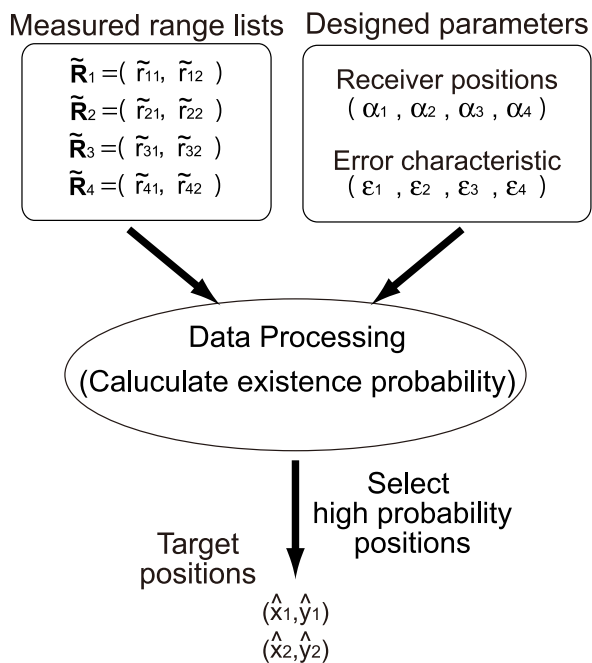 Measured range lists
R̃1 =( r̃11, r̃12 )
R̃2 =( r̃21, r̃22 )
R̃3 =( r̃31, r̃32 )
R̃4 =( r̃41, r̃42 )
Designed parameters
Receiver positions
( α1 , α2 , α3 , α4 )
Error characteristic
( ε1 , ε2 , ε3 , ε4 )
Data Processing
(Caluculate existence probability)
Select
high probability
positions
Target
positions
(x̂1,ŷ1)
(x̂2,ŷ2)